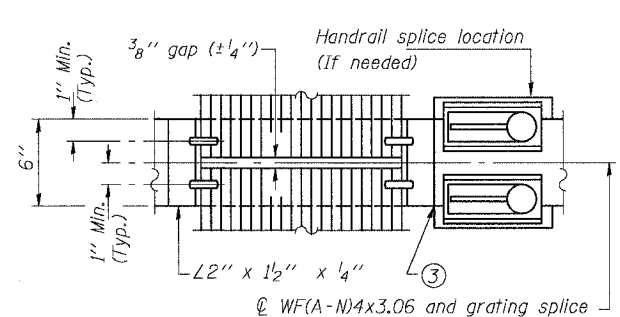 3/8" gap (±1/4")
Handrail splice location
(If needed)
1" Min.
(Typ.)
6"
1" Min.
(Typ.)
∠2" x 1 1/2" x 1/4"
3
℄ WF(A-N)4x3.06 and grating splice